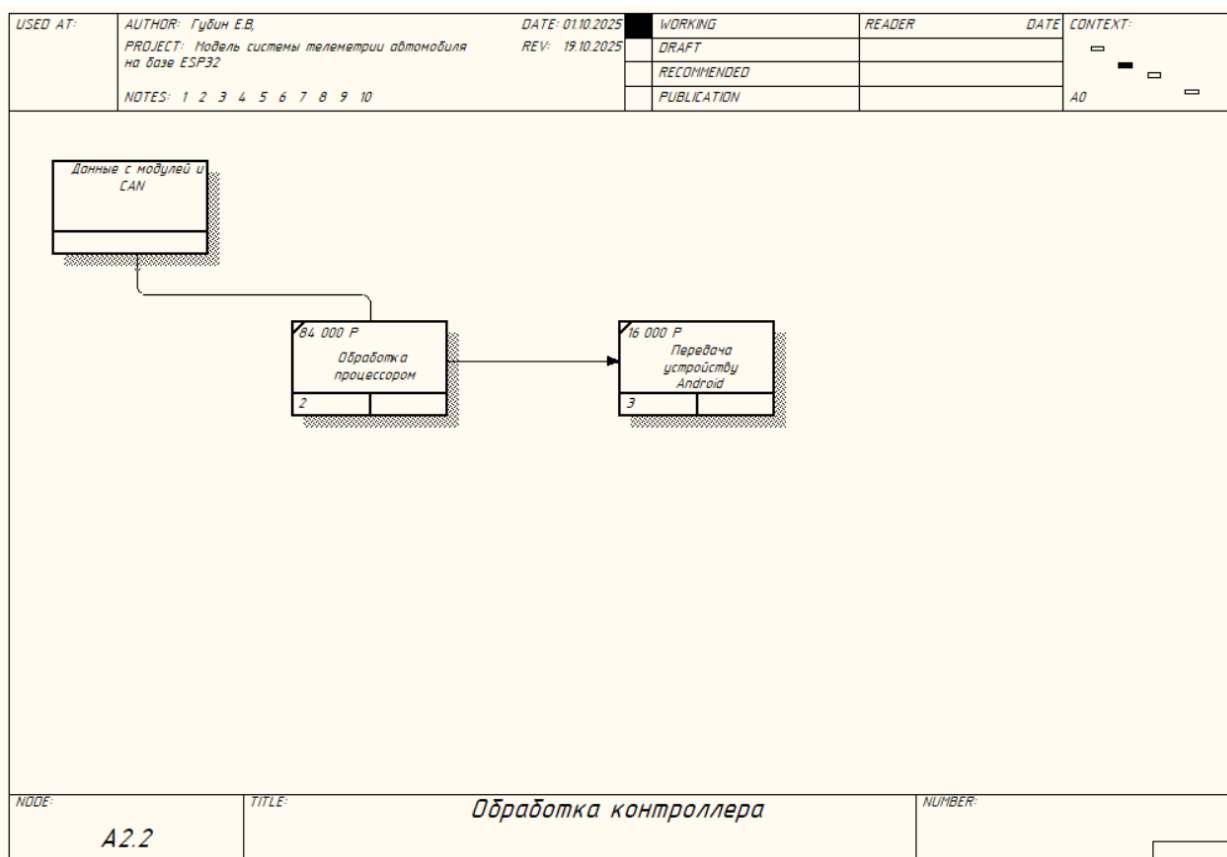 USED AT:
AUTHOR: Губин Е.В,
DATE: 01.10.2025
PROJECT: Модель системы телеметрии автомобиля
на базе ESP32
REV: 19.10.2025
NOTES: 1 2 3 4 5 6 7 8 9 10
WORKING
DRAFT
RECOMMENDED
PUBLICATION
READER
DATE
CONTEXT:
A0
Данные с модулей и
CAN
84 000 Р
Обработка
процессором
2
16 000 Р
Передача
устройству
Android
3
NODE:
A2.2
TITLE:
Обработка контроллера
NUMBER: